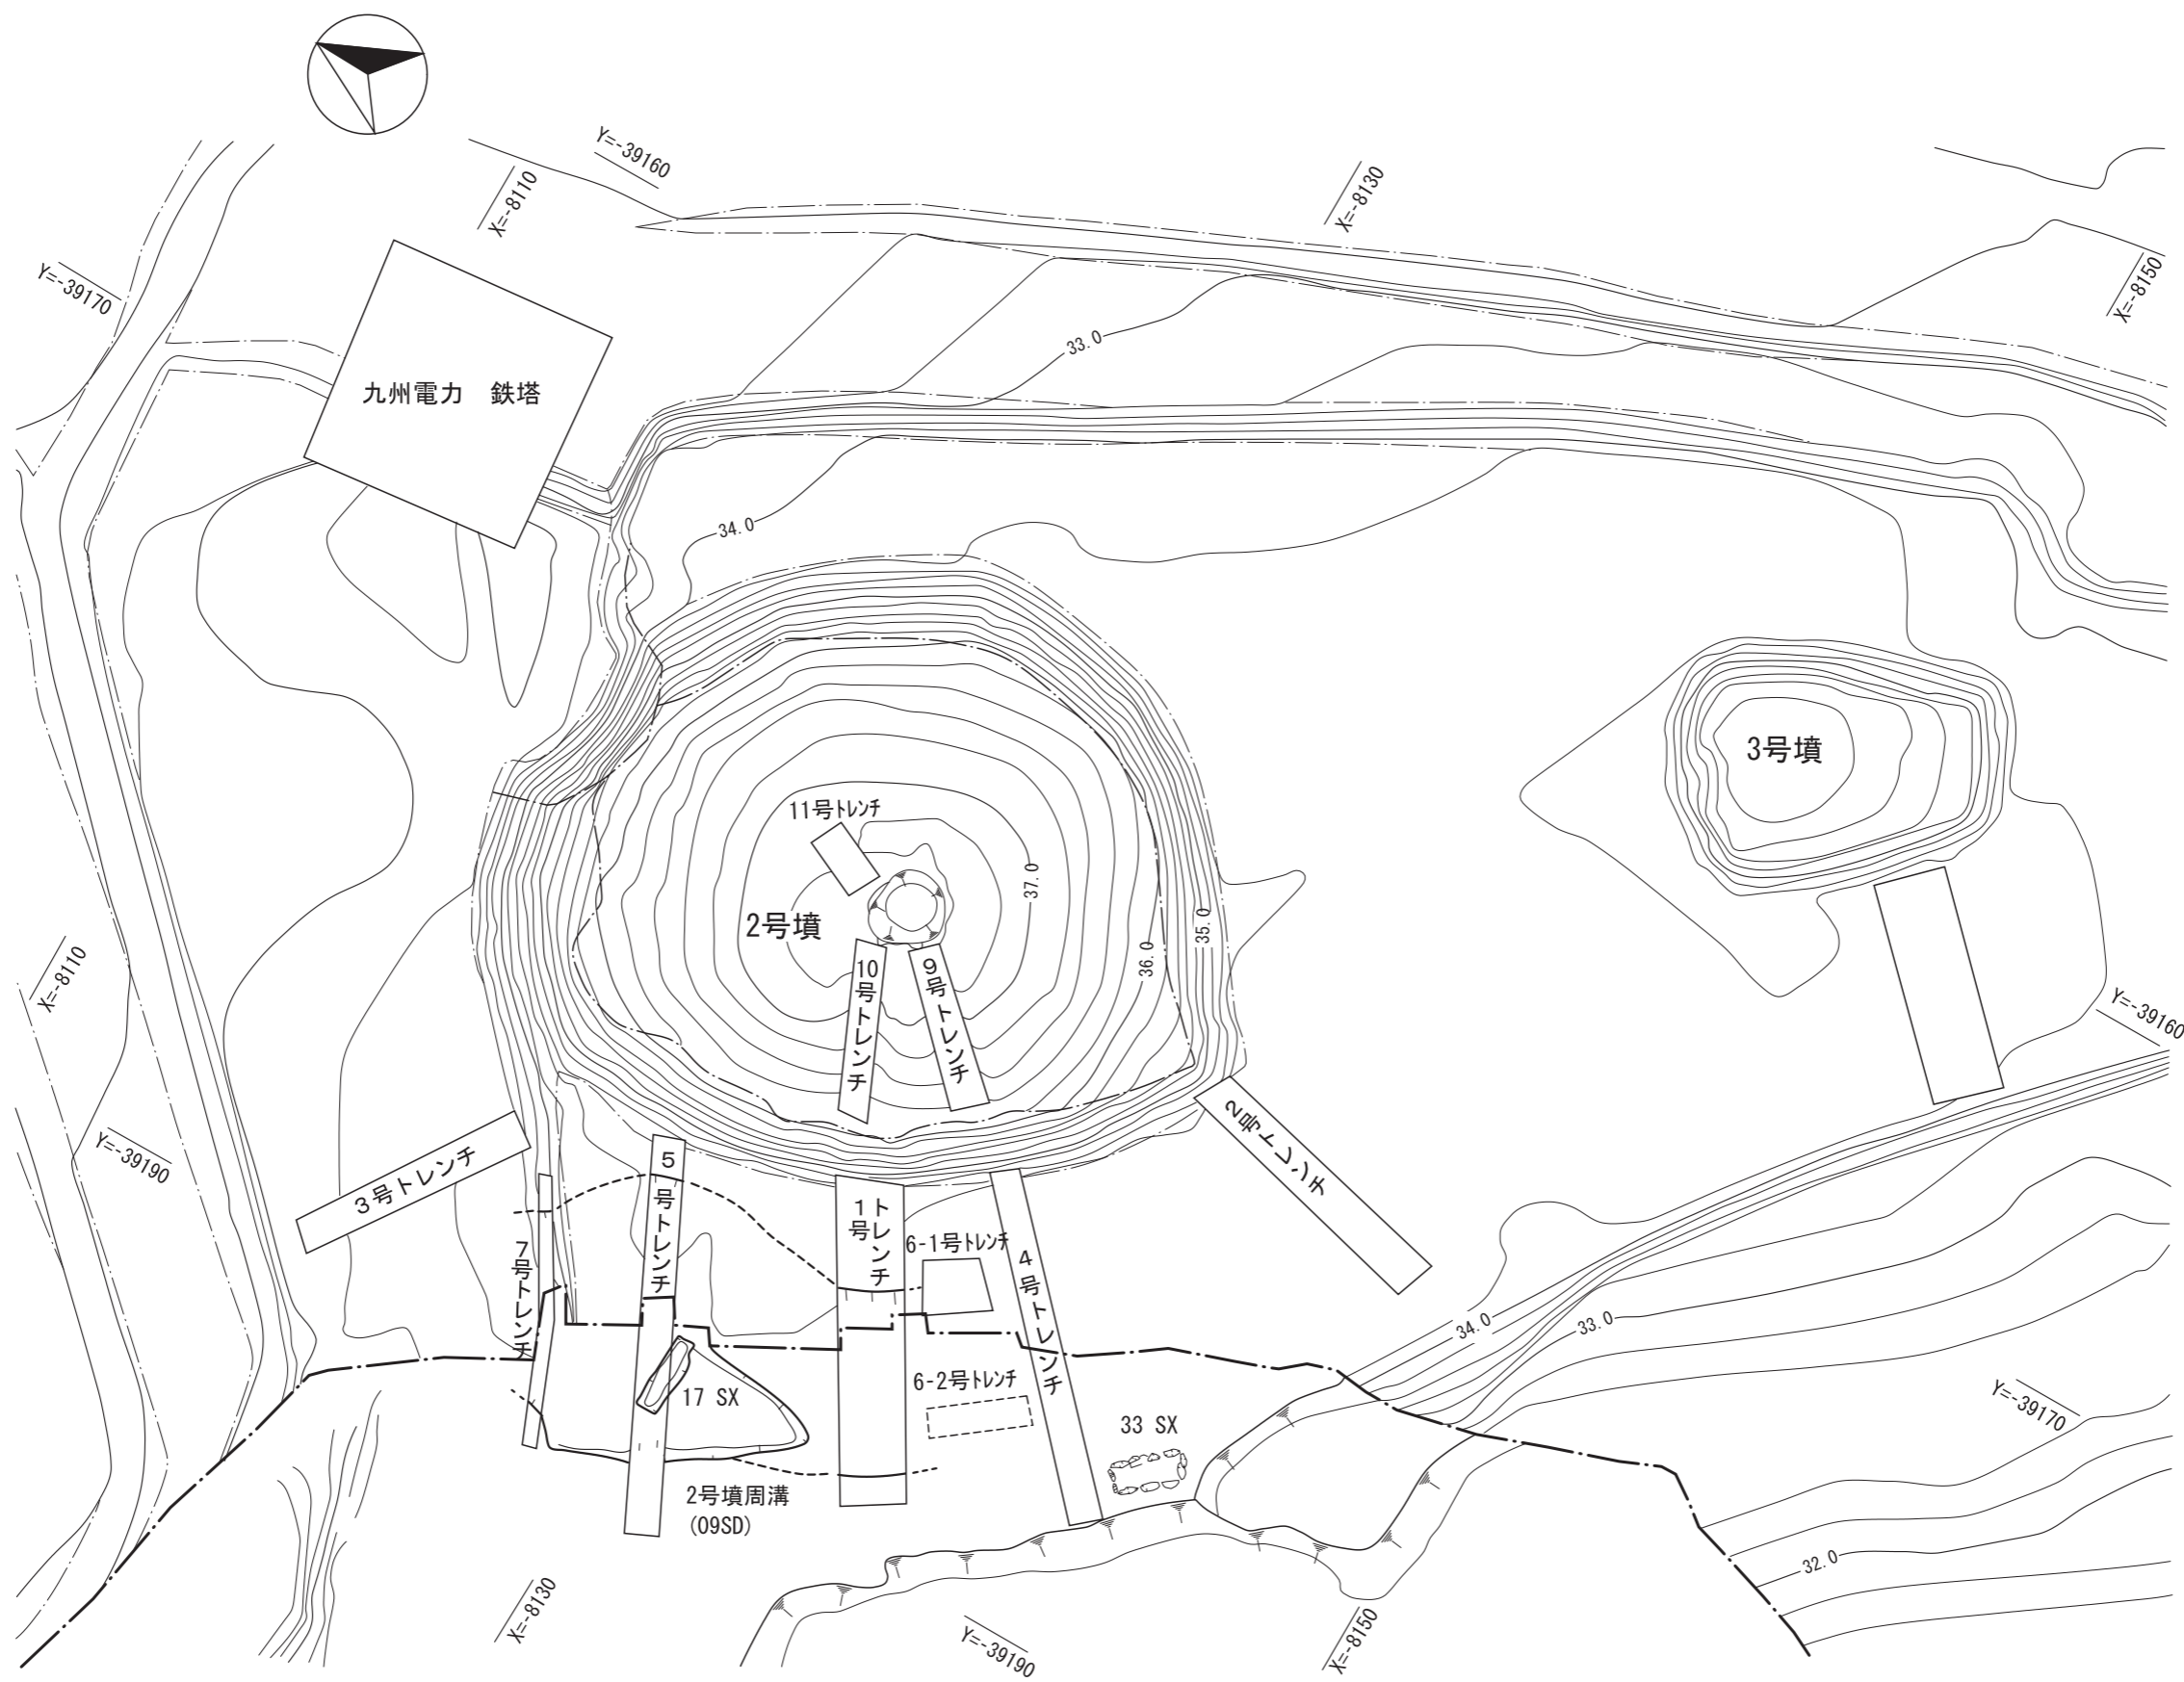 Y=-39160
X=-8110
X=-8130
Y=-39170
X=-8150
33.0
九州電力　鉄塔
34.0
3号墳
11号トレンチ
37.0
2号墳
35.0
36.0
10号トレンチ
9号トレンチ
X=-8110
Y=-39160
2号トレンチ
Y=-39190
3号トレンチ
5号トレンチ
1号トレンチ
6-1号トレンチ
4号トレンチ
7号トレンチ
34.0
33.0
6-2号トレンチ
17 SX
33 SX
Y=-39170
2号墳周溝
(09SD)
32.0
X=-8130
Y=-39190
X=-8150